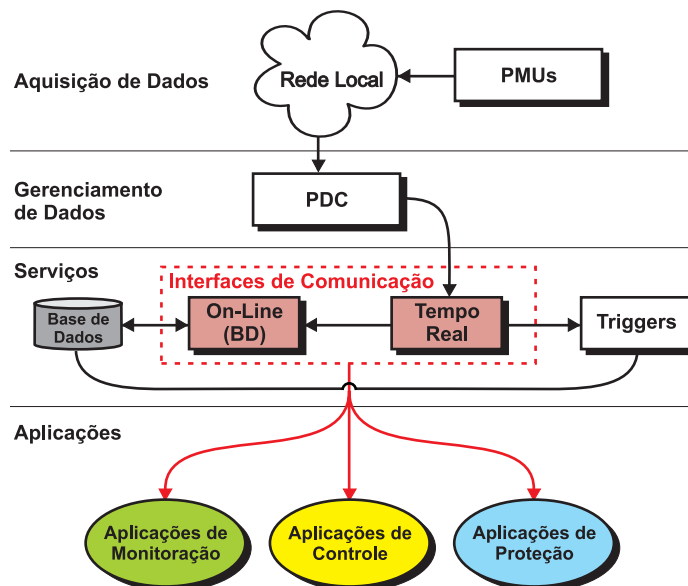 Aquisição de Dados
Rede Local
PMUs
Gerenciamento
de Dados
PDC
Serviços
Interfaces de Comunicação
Base de
Dados
On-Line
(BD)
Tempo
Real
Triggers
Aplicações
Aplicações de
Monitoração
Aplicações de
Controle
Aplicações de
Proteção